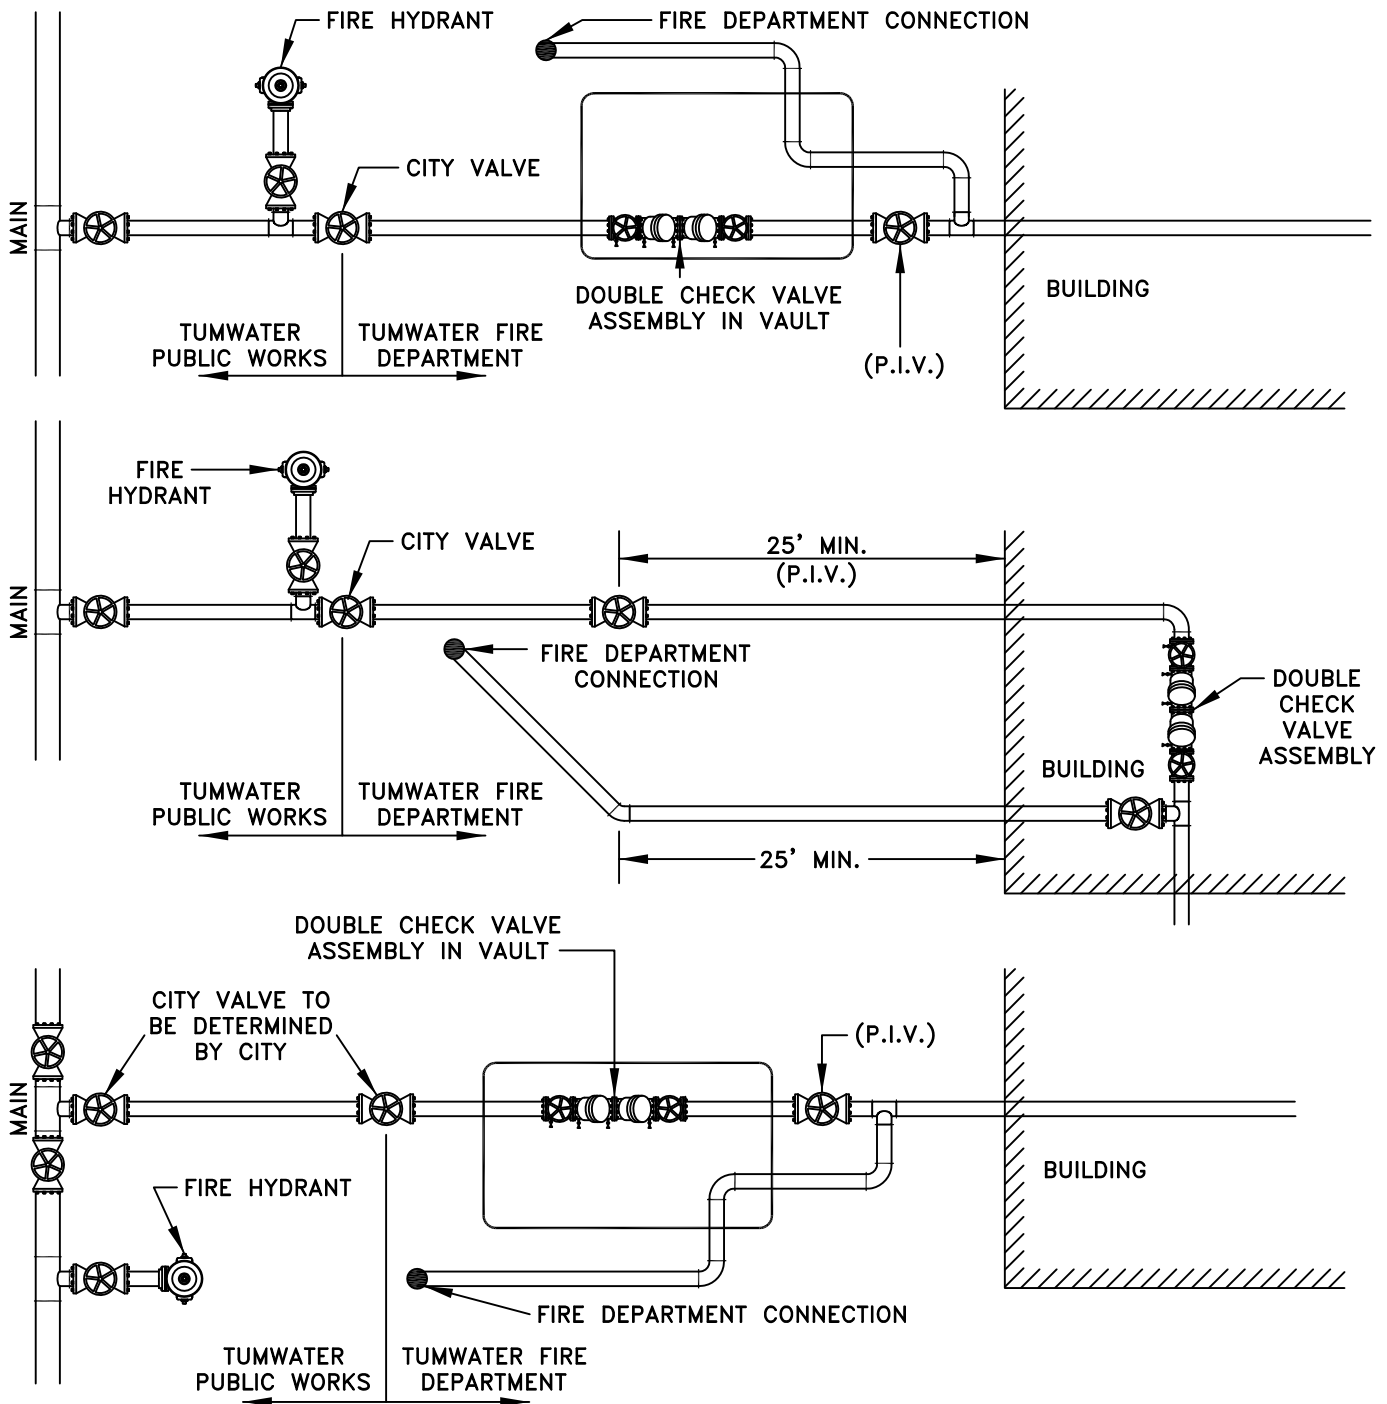 FIRE HYDRANT
FIRE DEPARTMENT CONNECTION
CITY VALVE
MAIN
DOUBLE CHECK VALVE
ASSEMBLY IN VAULT
BUILDING
TUMWATER
PUBLIC WORKS
TUMWATER FIRE
DEPARTMENT
(P.I.V.)
FIRE
HYDRANT
CITY VALVE
25' MIN.
(P.I.V.)
MAIN
FIRE DEPARTMENT
CONNECTION
DOUBLE
CHECK
VALVE
ASSEMBLY
BUILDING
TUMWATER
PUBLIC WORKS
TUMWATER FIRE
DEPARTMENT
25' MIN.
DOUBLE CHECK VALVE
ASSEMBLY IN VAULT
CITY VALVE TO
BE DETERMINED
BY CITY
(P.I.V.)
MAIN
BUILDING
FIRE HYDRANT
FIRE DEPARTMENT CONNECTION
TUMWATER
PUBLIC WORKS
TUMWATER FIRE
DEPARTMENT